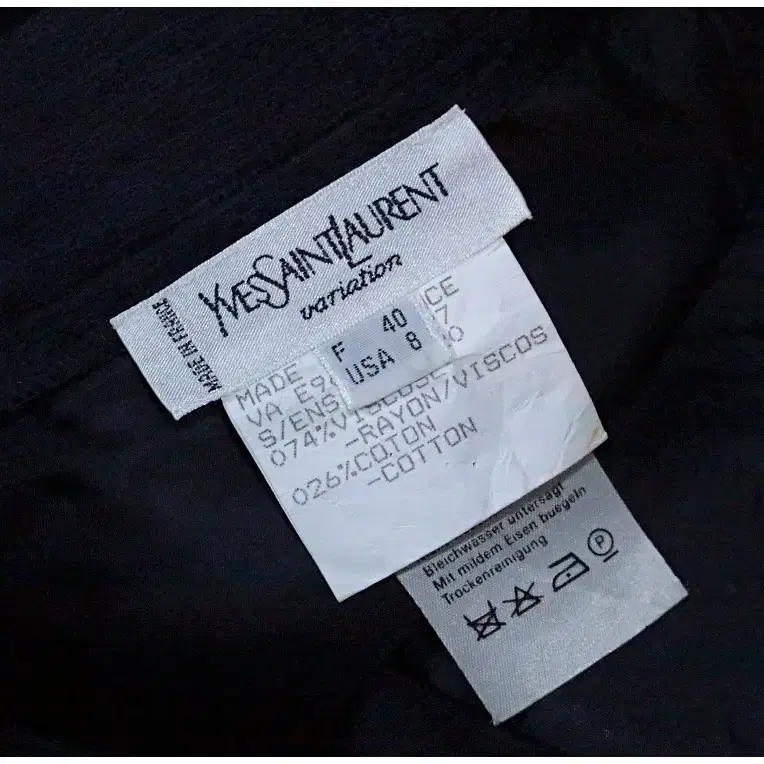 YVES SAINT LAURENT
variation
MADE IN FRANCE
F 40
USA 8
MADE
VA E9
S/ENS
074%VISCOSE
-RAYON/VISCOS
026%COTON
-COTTON
Bleichwasser untersagt
Mit mildem Eisen buegeln
Trockenreinigung
P